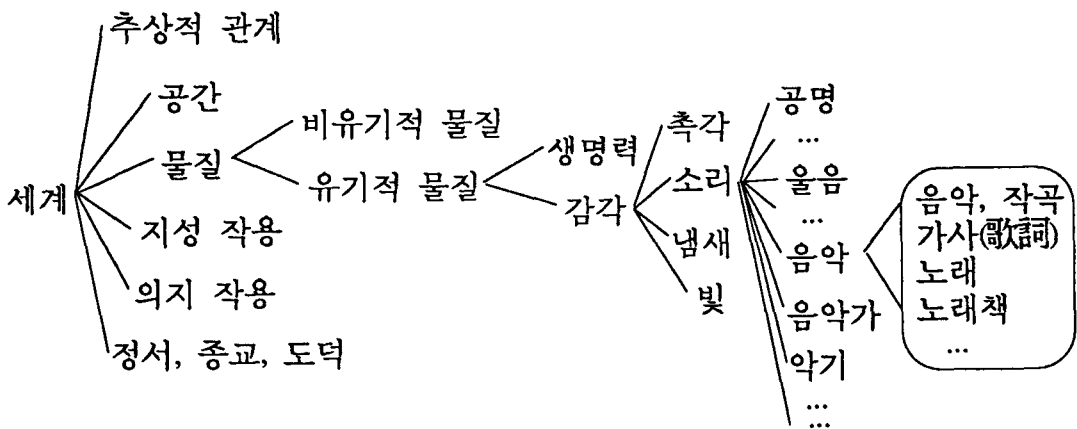 세계
추상적 관계
공간
물질
지성 작용
의지 작용
정서, 종교, 도덕
비유기적 물질
유기적 물질
생명력
감각
촉각
소리
냄새
빛
공명
...
울음
...
음악
음악가
악기
...
...
음악, 작곡
가사(歌詞)
노래
노래책
...